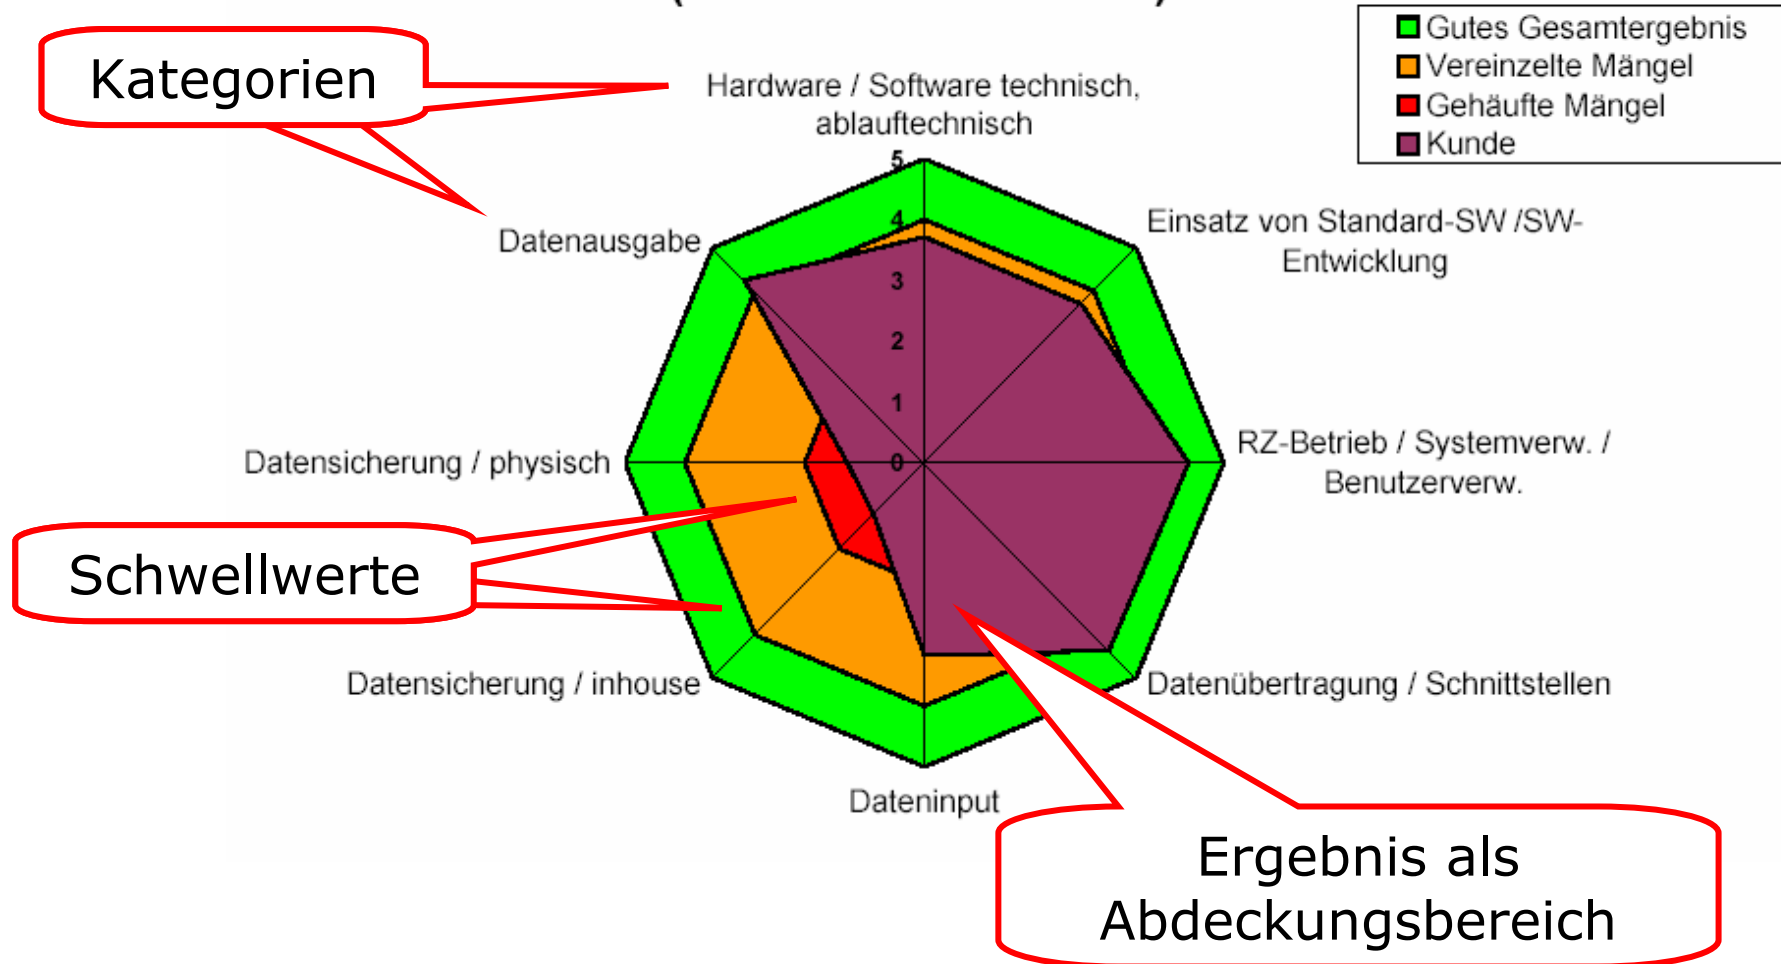 Kategorien
Gutes Gesamtergebnis
Vereinzelte Mängel
Gehäufte Mängel
Kunde
Hardware / Software technisch,
ablauftechnisch
Einsatz von Standard-SW /SW-
Entwicklung
RZ-Betrieb / Systemverw. /
Benutzerverw.
Datenübertragung / Schnittstellen
Dateninput
Datensicherung / inhouse
Datensicherung / physisch
Datenausgabe
5
4
3
2
1
0
Schwellwerte
Ergebnis als
Abdeckungsbereich